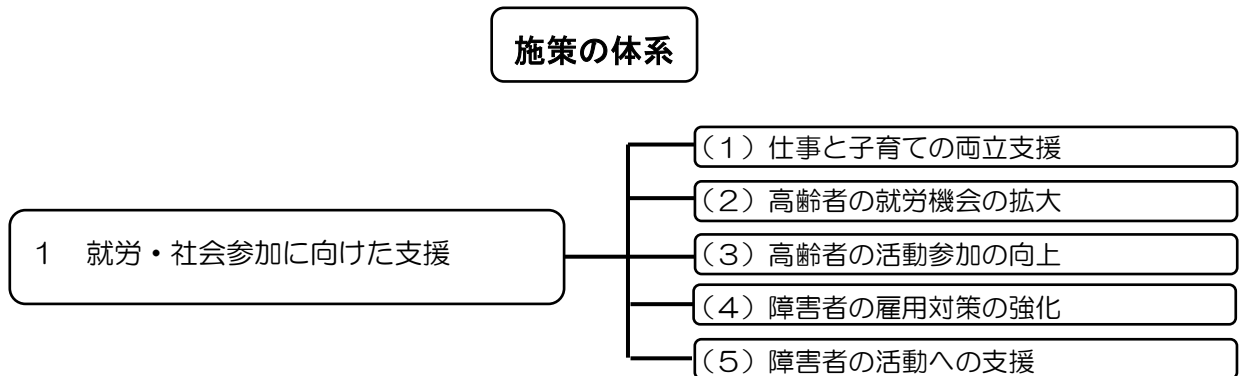 施策の体系
１　就労・社会参加に向けた支援
（１）仕事と子育ての両立支援
（２）高齢者の就労機会の拡大
（３）高齢者の活動参加の向上
（４）障害者の雇用対策の強化
（５）障害者の活動への支援